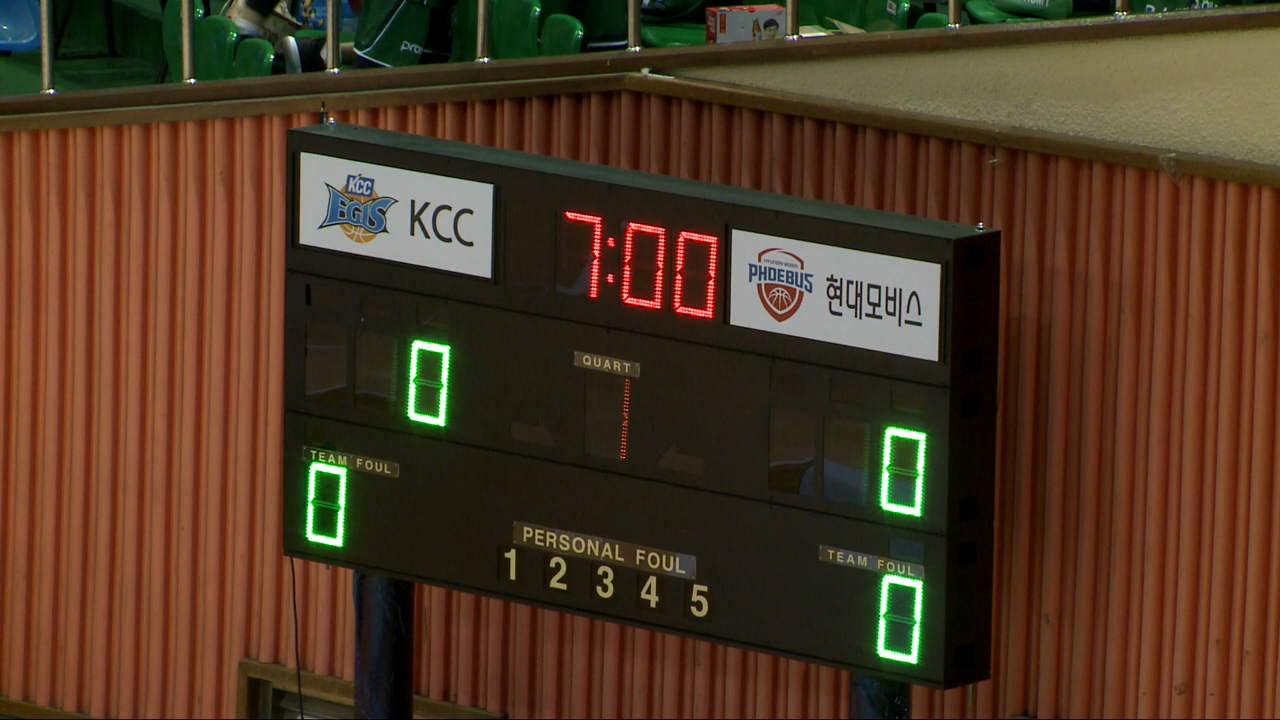 KCC
EGIS
KCC
7:00
HYUNDAI MOBIS
PHOEBUS
현대모비스
0
QUART
1
0
TEAM FOUL
0
PERSONAL FOUL
1 2 3 4 5
TEAM FOUL
0